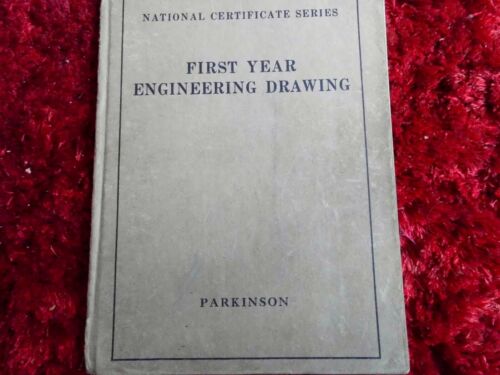 NATIONAL CERTIFICATE SERIES
FIRST YEAR
ENGINEERING DRAWING
PARKINSON